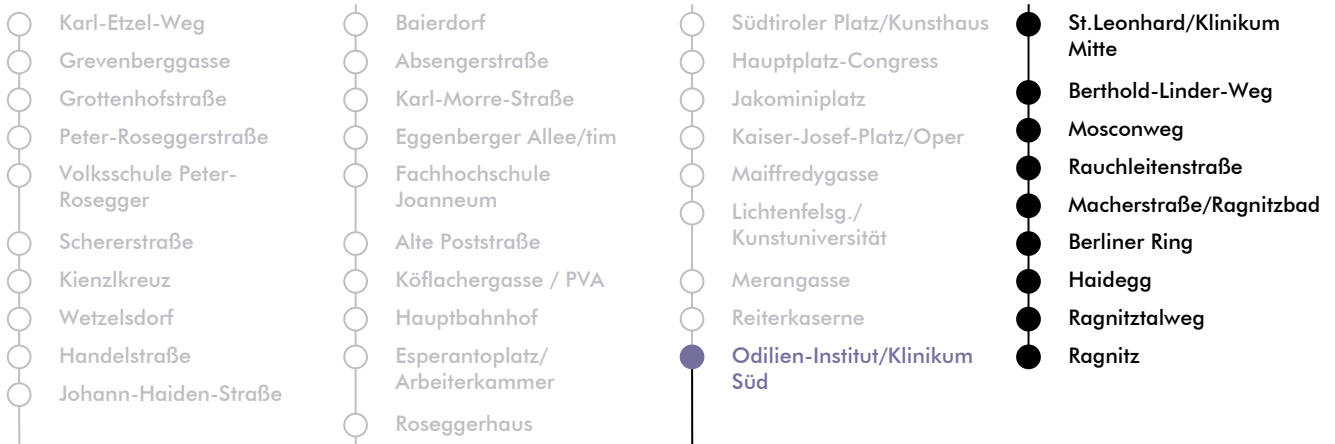 Karl-Etzel-Weg
Grevenberggasse
Grottenhofstraße
Peter-Roseggerstraße
Volksschule Peter-
Rosegger
Schererstraße
Kienzlkreuz
Wetzelsdorf
Handelstraße
Johann-Haiden-Straße
Baierdorf
Absengerstraße
Karl-Morre-Straße
Eggenberger Allee/tim
Fachhochschule
Joanneum
Alte Poststraße
Köflachergasse / PVA
Hauptbahnhof
Esperantoplatz/
Arbeiterkammer
Roseggerhaus
Südtiroler Platz/Kunsthaus
Hauptplatz-Congress
Jakominiplatz
Kaiser-Josef-Platz/Oper
Maiffredygasse
Lichtenfelsg./
Kunstuniversität
Merangasse
Reiterkaserne
Odilien-Institut/Klinikum
Süd
St.Leonhard/Klinikum
Mitte
Berthold-Linder-Weg
Mosconweg
Rauchleitenstraße
Macherstraße/Ragnitzbad
Berliner Ring
Haidegg
Ragnitztalweg
Ragnitz